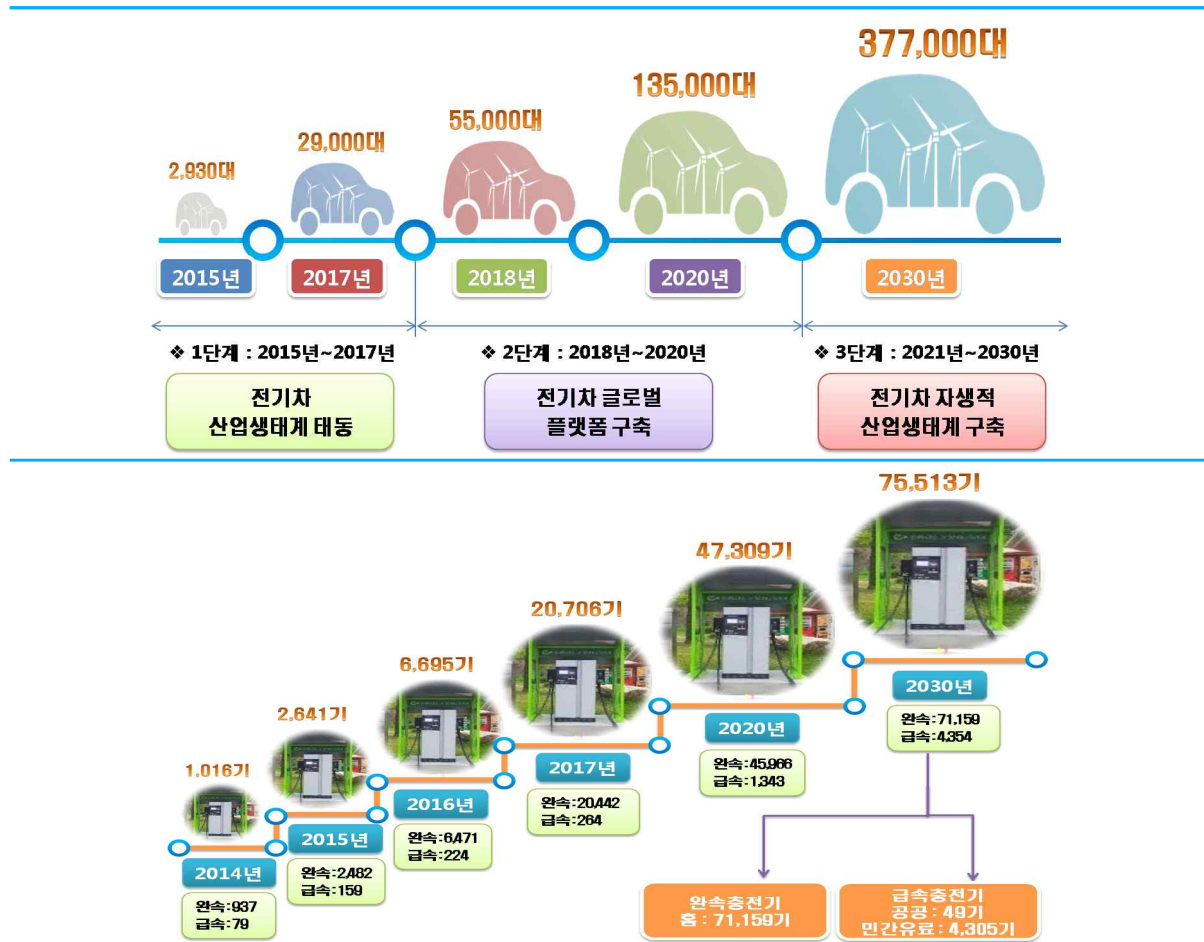 377,000대
135,000대
55,000대
29,000대
2,930대
2015년
2017년
2018년
2020년
2030년
❖ 1단계 : 2015년~2017년
❖ 2단계 : 2018년~2020년
❖ 3단계 : 2021년~2030년
전기차
산업생태계 태동
전기차 글로벌
플랫폼 구축
전기차 자생적
산업생태계 구축
75,513기
47,309기
20,706기
6,695기
2,641기
1,016기
2030년
완속:71,159
급속:4,354
2020년
완속:45,966
급속:1,343
2017년
완속:20,442
급속:264
2016년
완속:6,471
급속:224
2015년
완속:2,482
급속:159
2014년
완속:937
급속:79
완속충전기
홈 : 71,159기
급속충전기
공공 : 49기
민간유료 : 4,305기